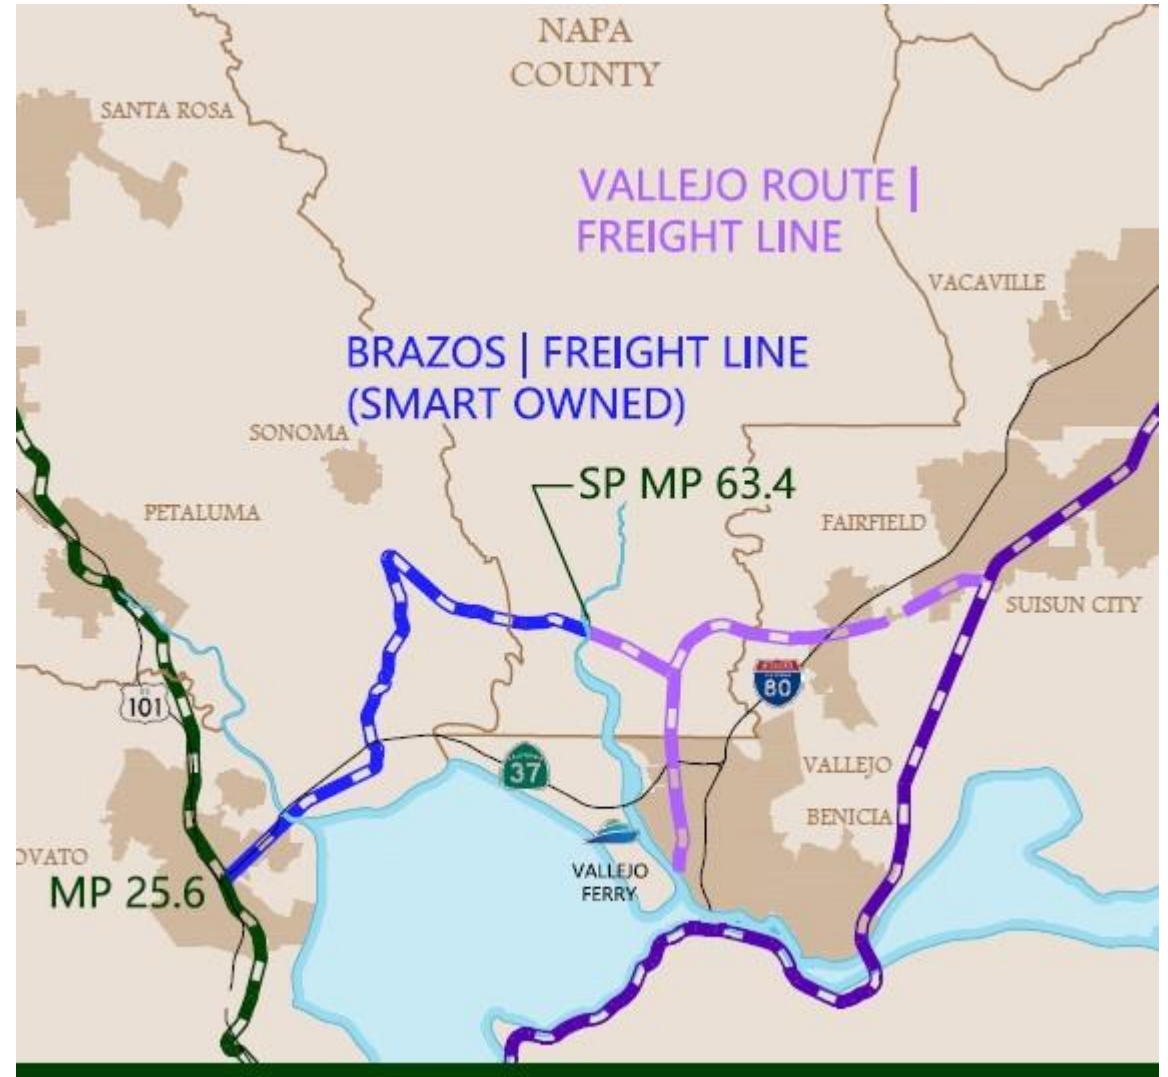 NAPA
COUNTY
SANTA ROSA
VALLEJO ROUTE |
FREIGHT LINE
VACAVILLE
BRAZOS | FREIGHT LINE
(SMART OWNED)
SONOMA
SP MP 63.4
PETALUMA
FAIRFIELD
SUISUN CITY
101
80
37
VALLEJO
BENICIA
OVATO
VALLEJO
FERRY
MP 25.6